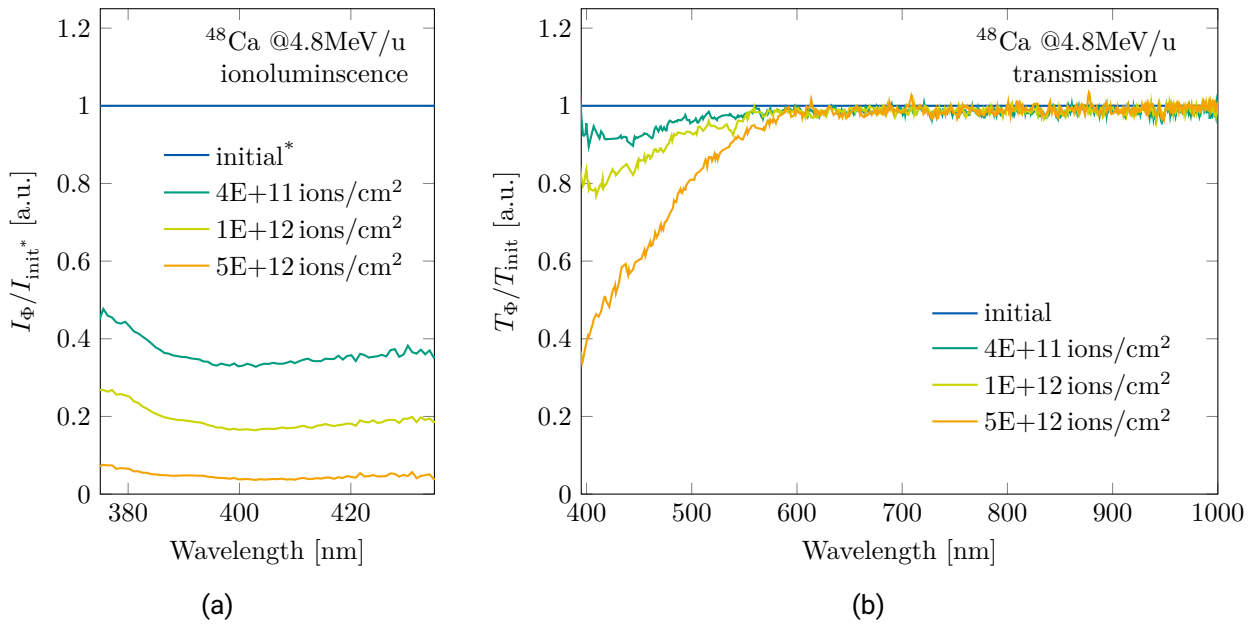 ⁴⁸Ca @4.8MeV/u
ionoluminscence
initial*
4E+11 ions/cm²
1E+12 ions/cm²
5E+12 ions/cm²
I_Φ/I_init* [a.u.]
0
0.2
0.4
0.6
0.8
1
1.2
380
400
420
Wavelength [nm]
(a)
⁴⁸Ca @4.8MeV/u
transmission
initial
4E+11 ions/cm²
1E+12 ions/cm²
5E+12 ions/cm²
T_Φ/T_init [a.u.]
0
0.2
0.4
0.6
0.8
1
1.2
400
500
600
700
800
900
1000
Wavelength [nm]
(b)